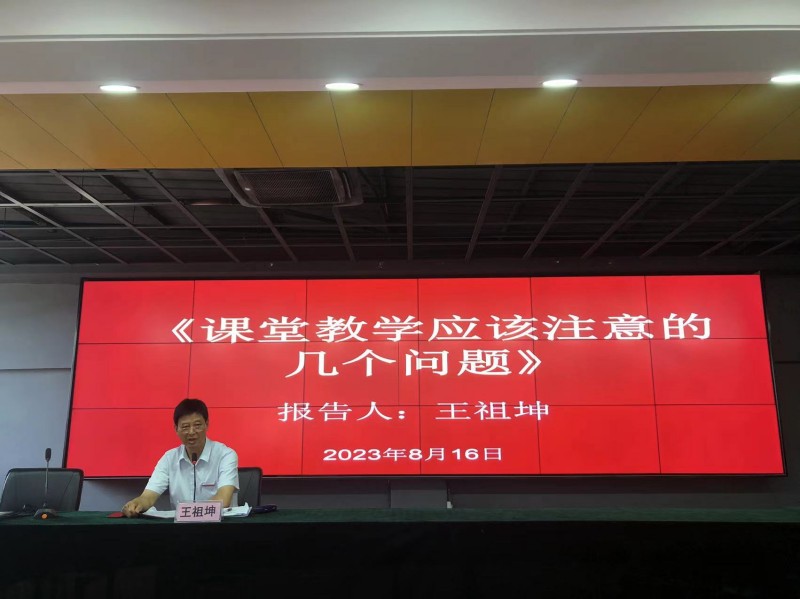 《课堂教学应该注意的
几个问题》
报告人：王祖坤
2023年8月16日
王祖坤